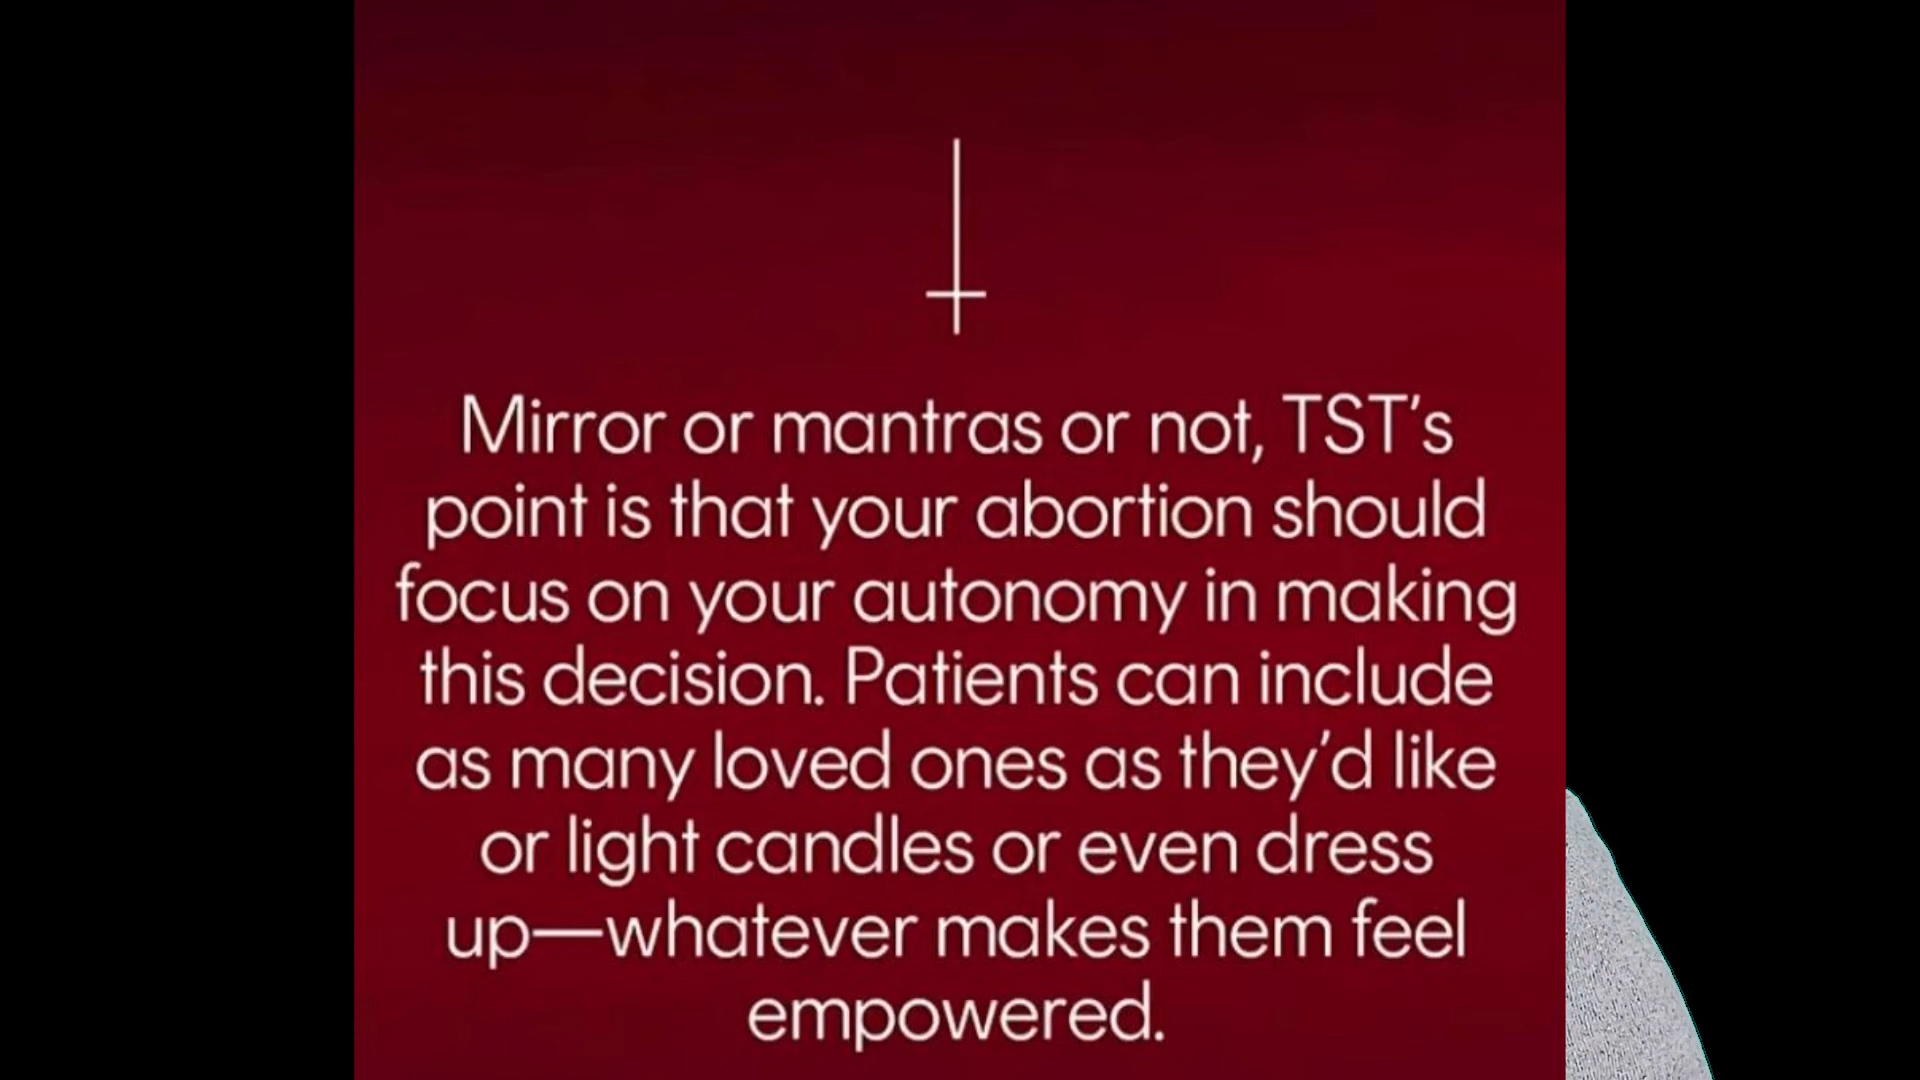 Mirror or mantras or not, TST's
point is that your abortion should
focus on your autonomy in making
this decision. Patients can include
as many loved ones as they'd like
or light candles or even dress
up—whatever makes them feel
empowered.